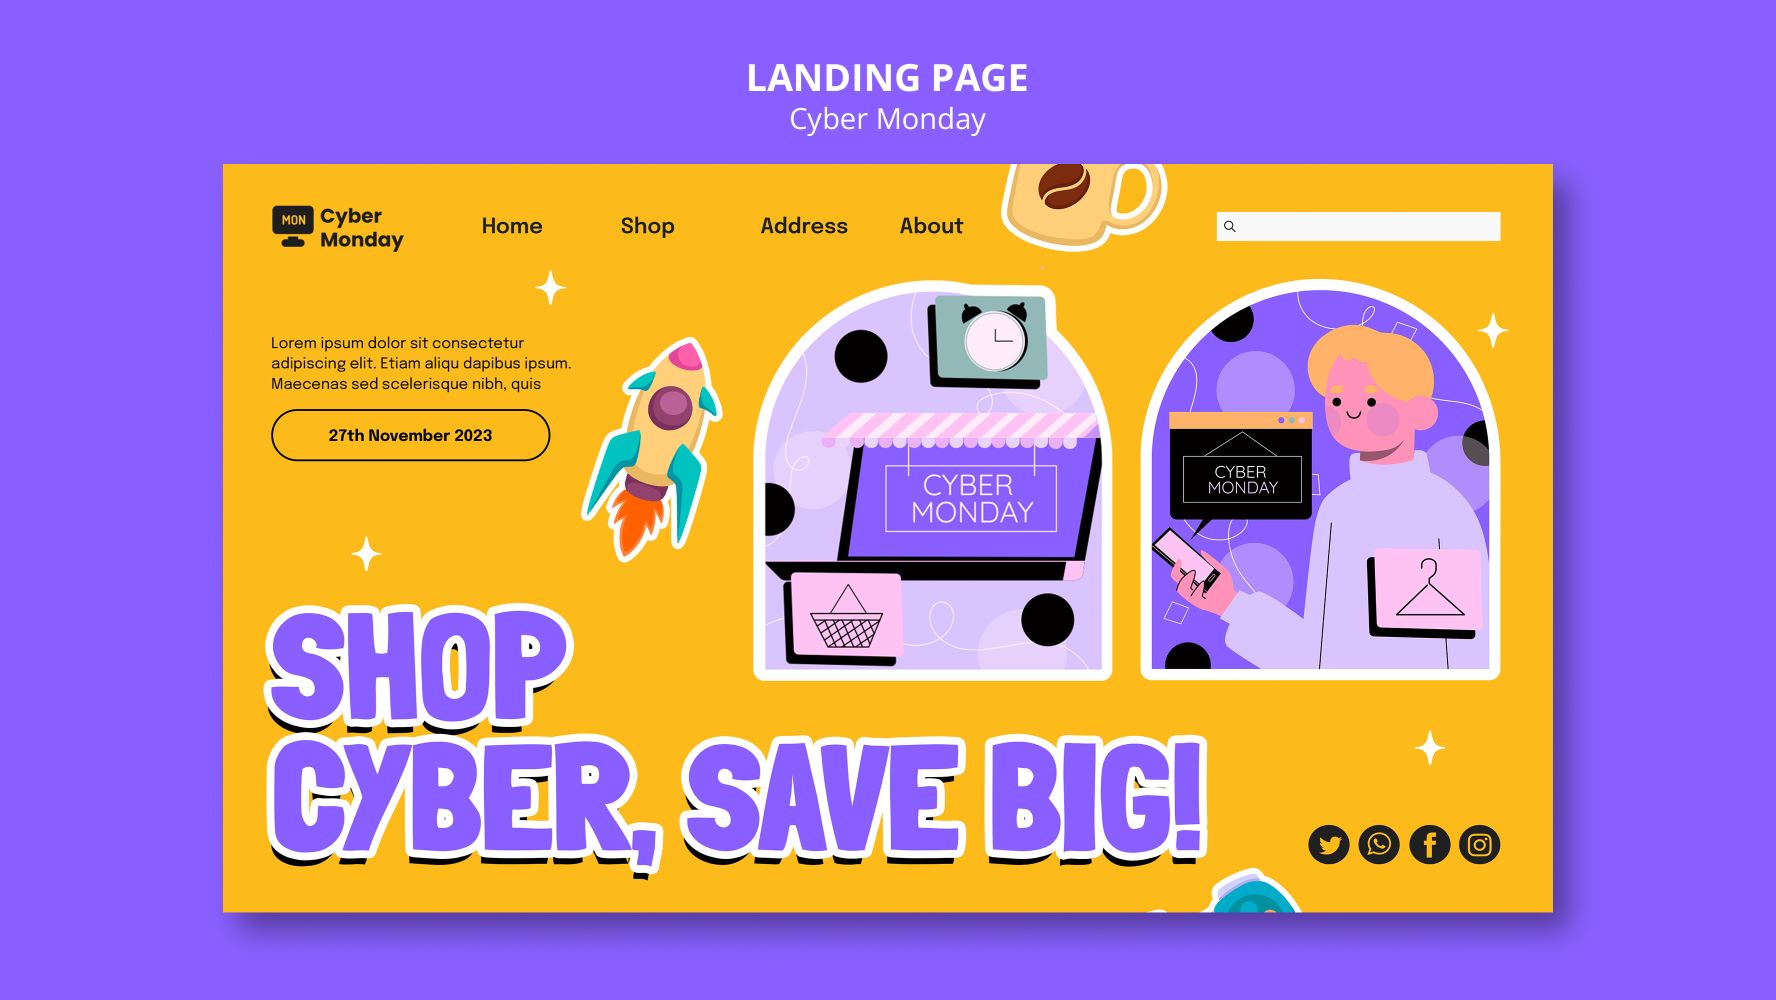 LANDING PAGE
Cyber Monday
MON
Cyber
Monday
Home
Shop
Address
About
Lorem ipsum dolor sit consectetur
adipiscing elit. Etiam aliqu dapibus ipsum.
Maecenas sed scelerisque nibh, quis
27th November 2023
CYBER
MONDAY
CYBER
MONDAY
SHOP
CYBER, SAVE BIG!